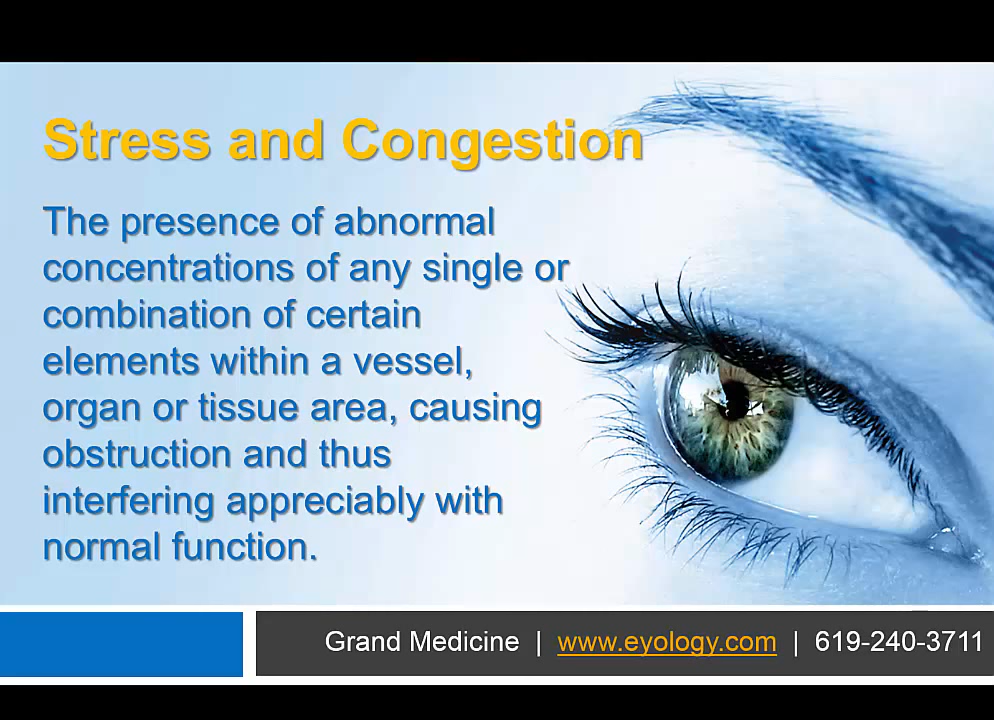 Stress and Congestion
The presence of abnormal
concentrations of any single or
combination of certain
elements within a vessel,
organ or tissue area, causing
obstruction and thus
interfering appreciably with
normal function.
Grand Medicine | www.eyology.com | 619-240-3711